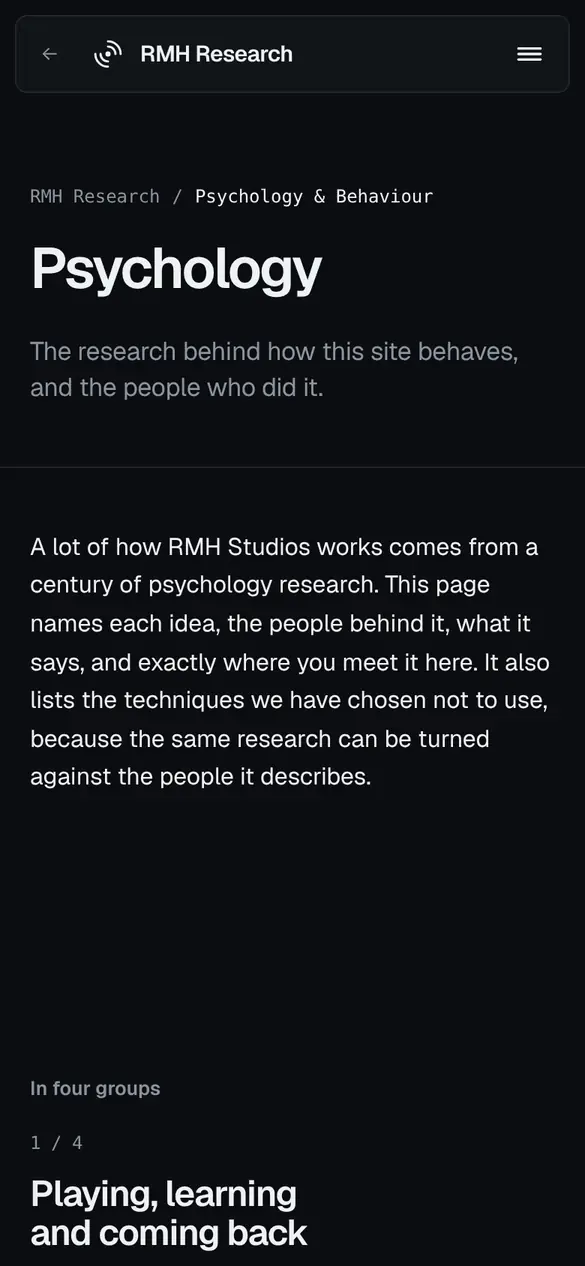 RMH Research
RMH Research / Psychology & Behaviour
Psychology
The research behind how this site behaves,
and the people who did it.
A lot of how RMH Studios works comes from a
century of psychology research. This page
names each idea, the people behind it, what it
says, and exactly where you meet it here. It also
lists the techniques we have chosen not to use,
because the same research can be turned
against the people it describes.
In four groups
1 / 4
Playing, learning
and coming back